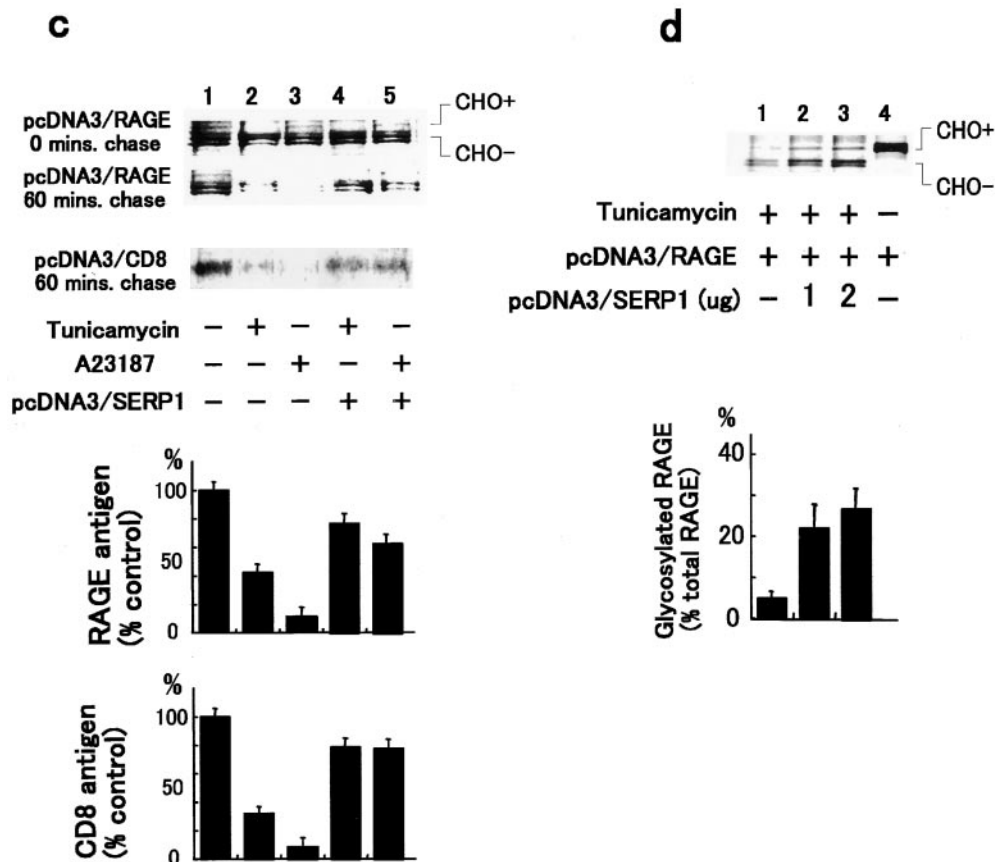 c
1 2 3 4 5
pcDNA3/RAGE
0 mins. chase
CHO+
CHO−
pcDNA3/RAGE
60 mins. chase
pcDNA3/CD8
60 mins. chase
Tunicamycin − + − + −
A23187 − − + − +
pcDNA3/SERP1 − − − + +
%
RAGE antigen
(% control)
100
50
0
%
CD8 antigen
(% control)
100
50
0
d
1 2 3 4
CHO+
CHO−
Tunicamycin + + + −
pcDNA3/RAGE + + + +
pcDNA3/SERP1 (ug) − 1 2 −
%
Glycosylated RAGE
(% total RAGE)
40
20
0